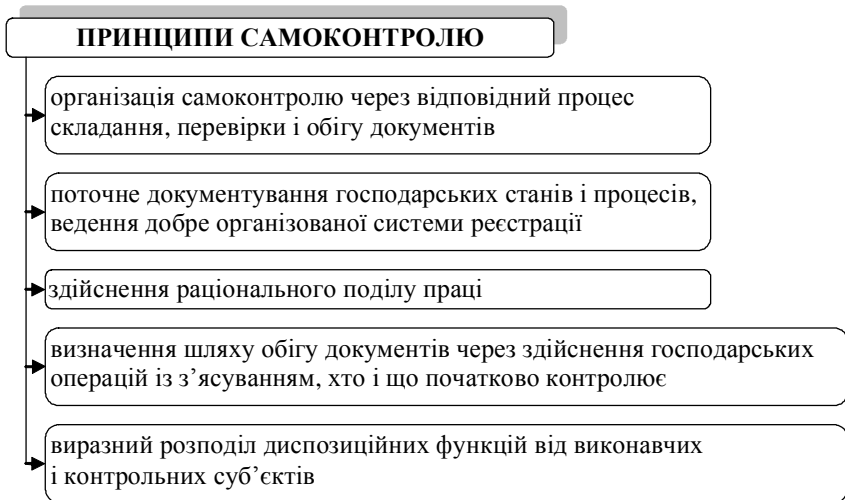 ПРИНЦИПИ САМОКОНТРОЛЮ
організація самоконтролю через відповідний процес
складання, перевірки і обігу документів
поточне документування господарських станів і процесів,
ведення добре організованої системи реєстрації
здійснення раціонального поділу праці
визначення шляху обігу документів через здійснення господарських
операцій із з’ясуванням, хто і що початково контролює
виразний розподіл диспозиційних функцій від виконавчих
і контрольних суб’єктів